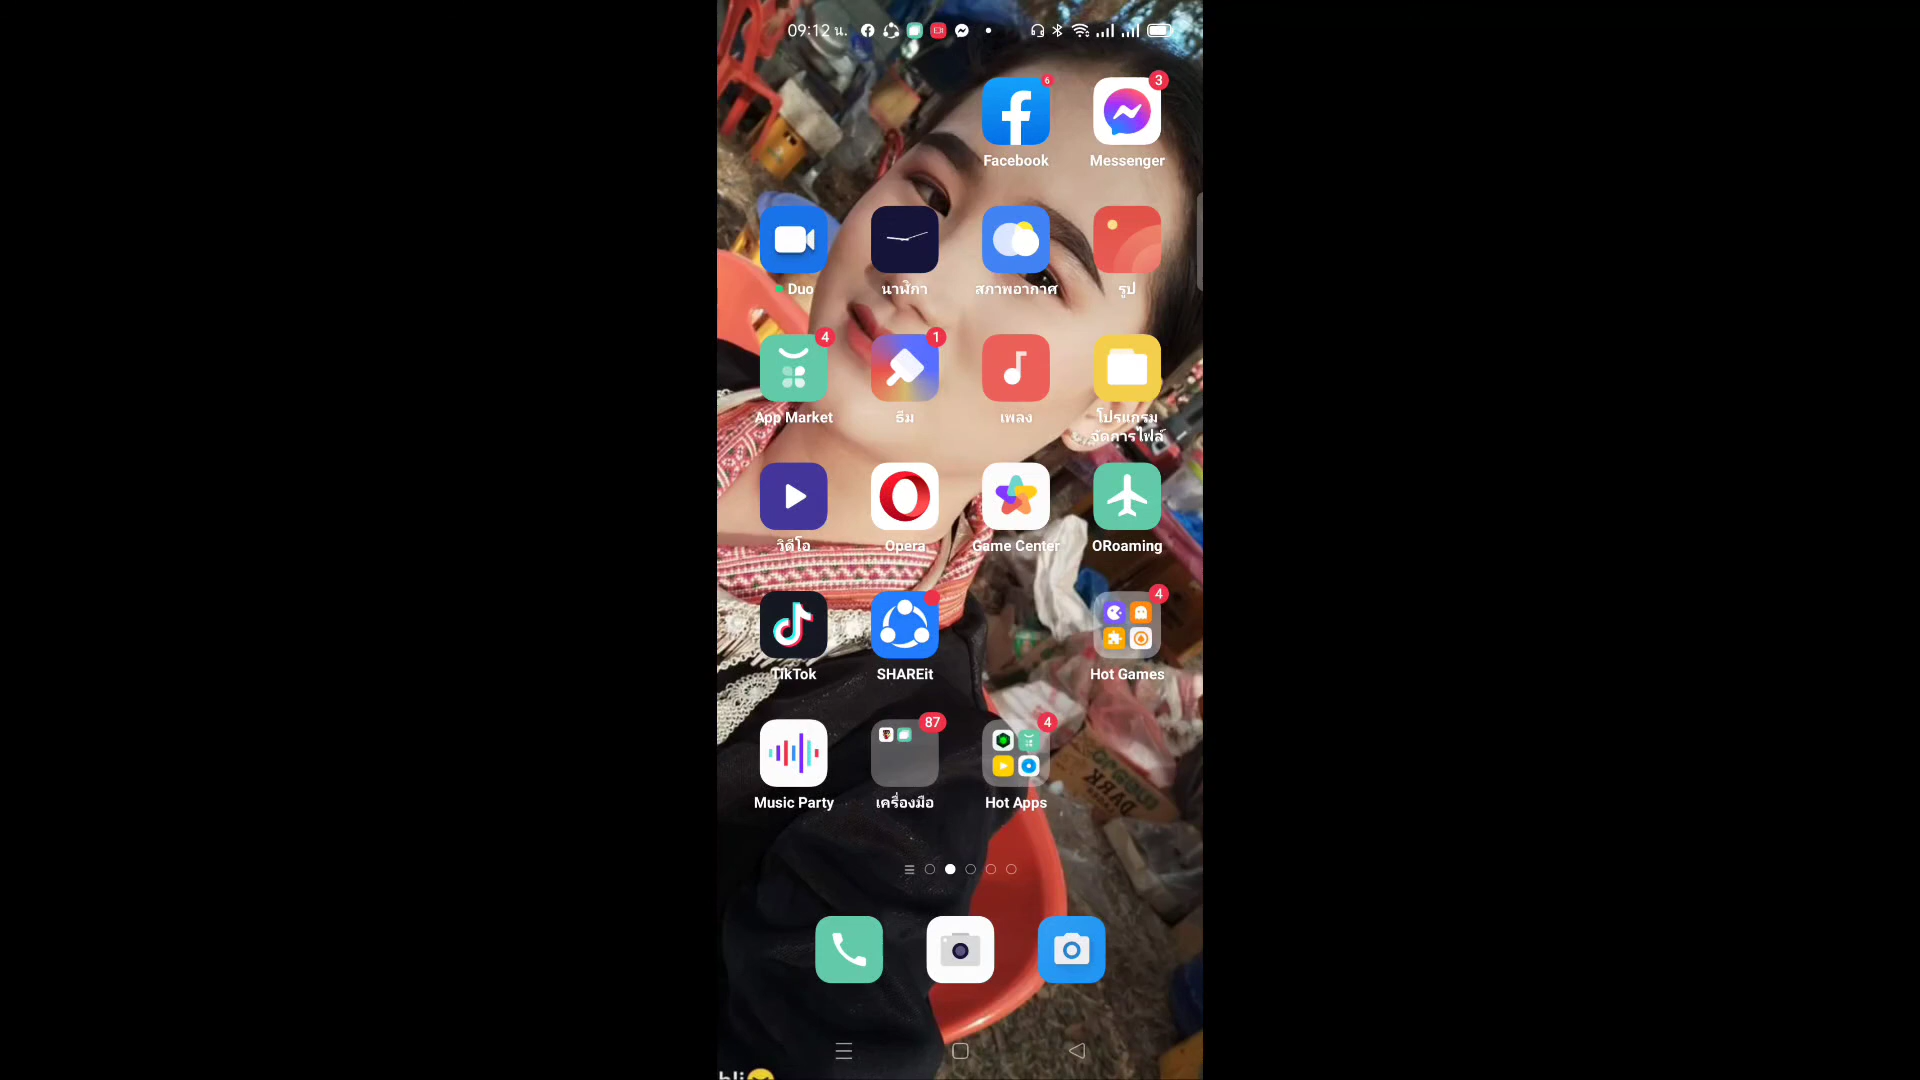 09:12 น.
6
3
Facebook
Messenger
Duo
นาฬิกา
สภาพอากาศ
รูป
4
1
App Market
ธีม
เพลง
โปรแกรม
จัดการไฟล์
วิดีโอ
Opera
Game Center
ORoaming
4
TikTok
SHAREit
Hot Games
87
4
Music Party
เครื่องมือ
Hot Apps